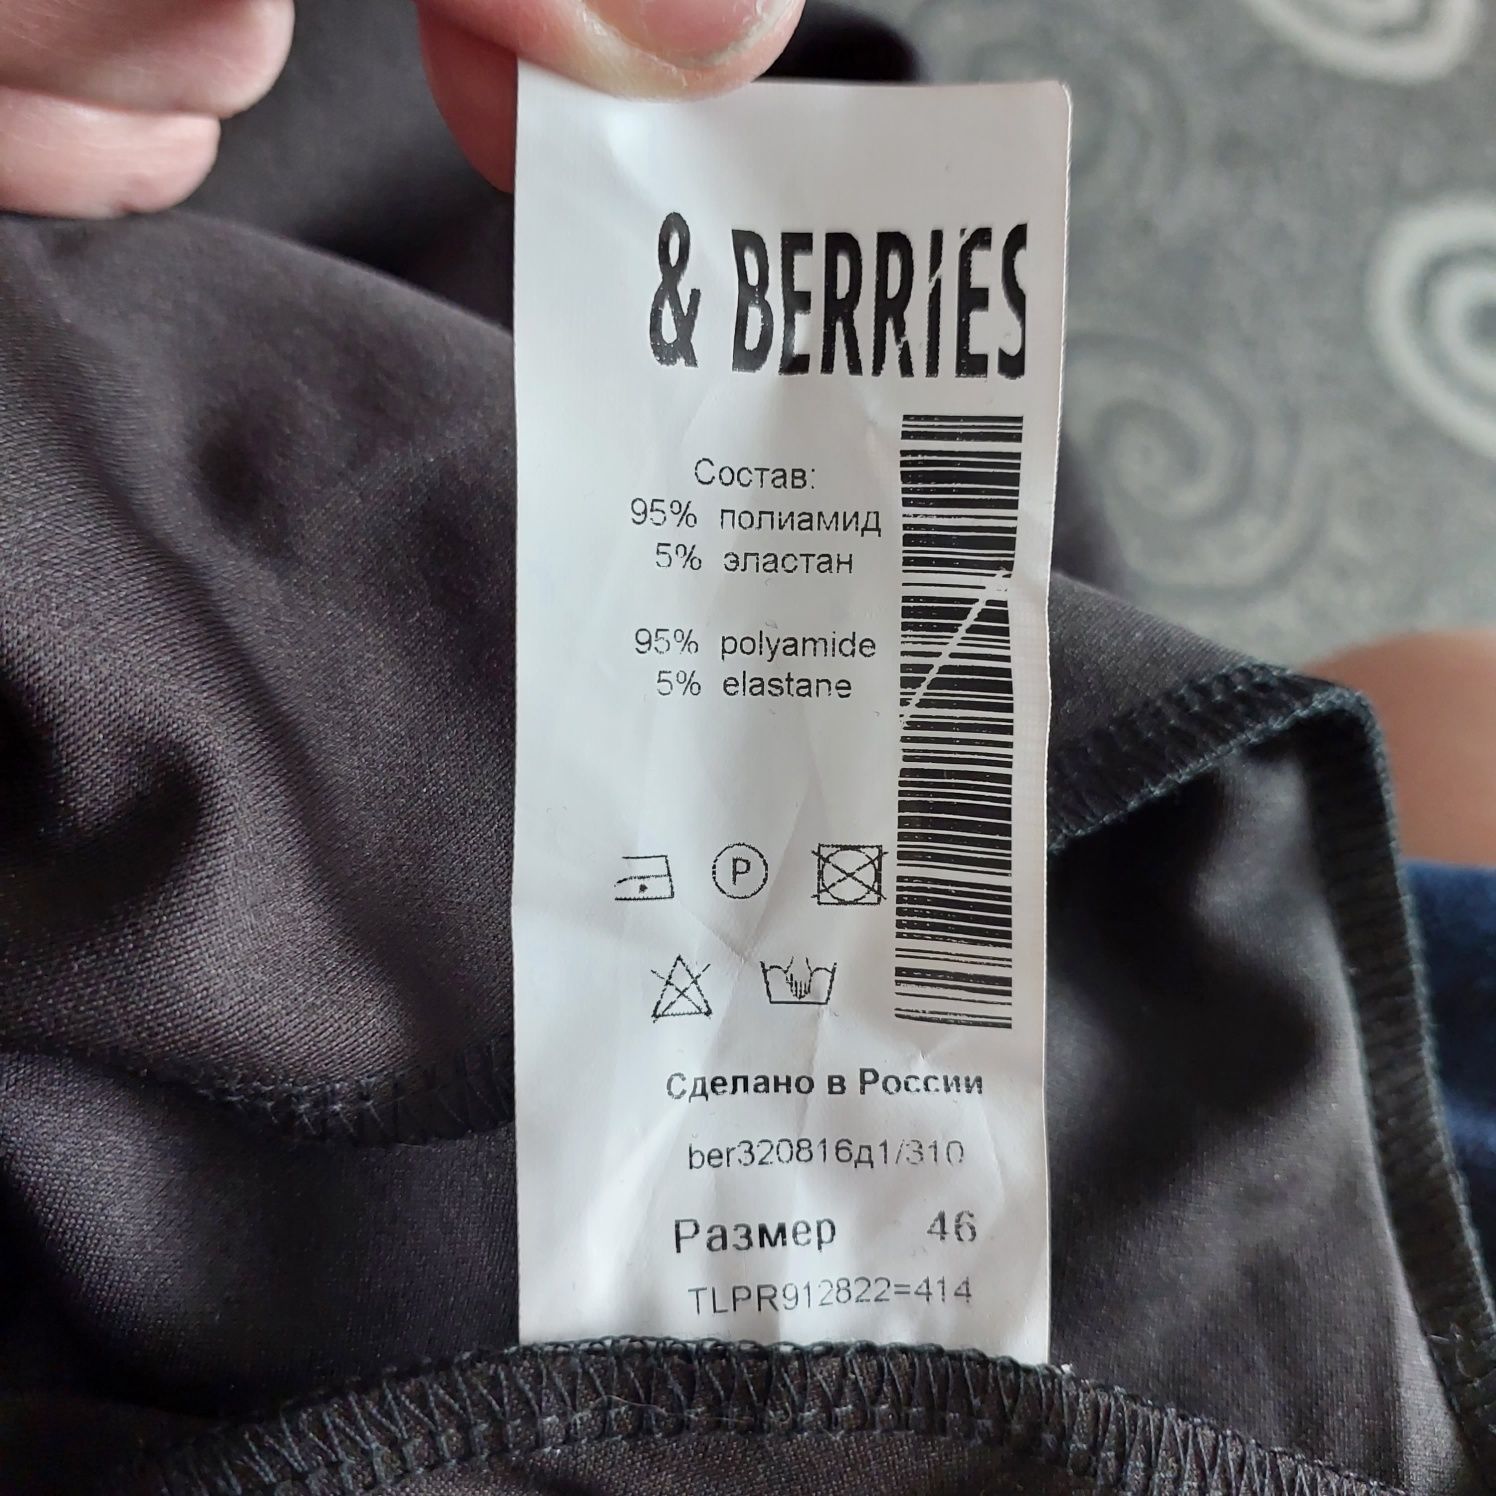 & BERRIES
Состав:
95% полиамид
5% эластан
95% polyamide
5% elastane
P
Сделано в России
ber320816д1/310
Размер 46
TLPR912822=414